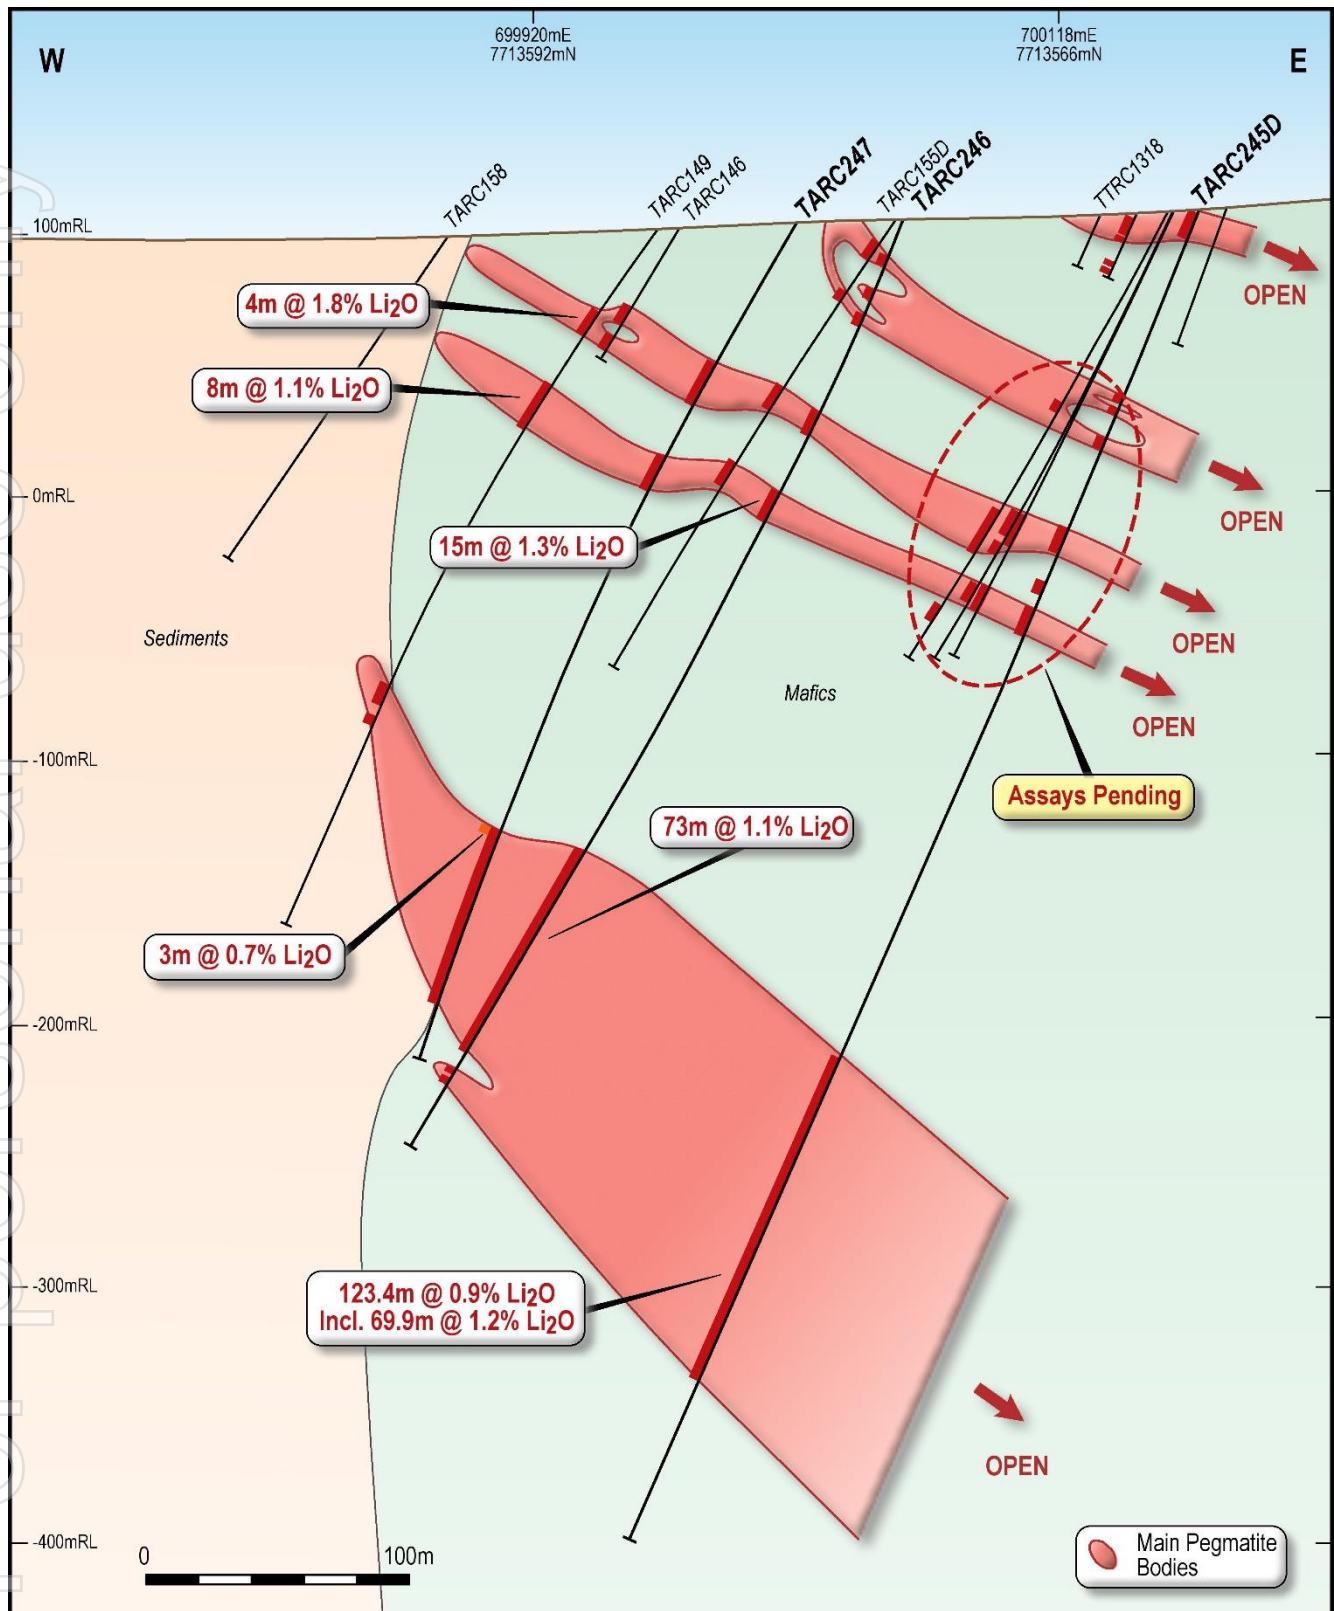 699920mE
7713592mN
700118mE
7713566mN
W
E
TARC158
TARC149
TARC146
TARC247
TARC155D
TARC246
TTRC1318
TARC245D
100mRL
OPEN
4m @ 1.8% Li2O
8m @ 1.1% Li2O
0mRL
OPEN
15m @ 1.3% Li2O
Sediments
OPEN
Mafics
OPEN
-100mRL
Assays Pending
73m @ 1.1% Li2O
3m @ 0.7% Li2O
-200mRL
-300mRL
123.4m @ 0.9% Li2O
Incl. 69.9m @ 1.2% Li2O
OPEN
-400mRL
0
100m
Main Pegmatite
Bodies